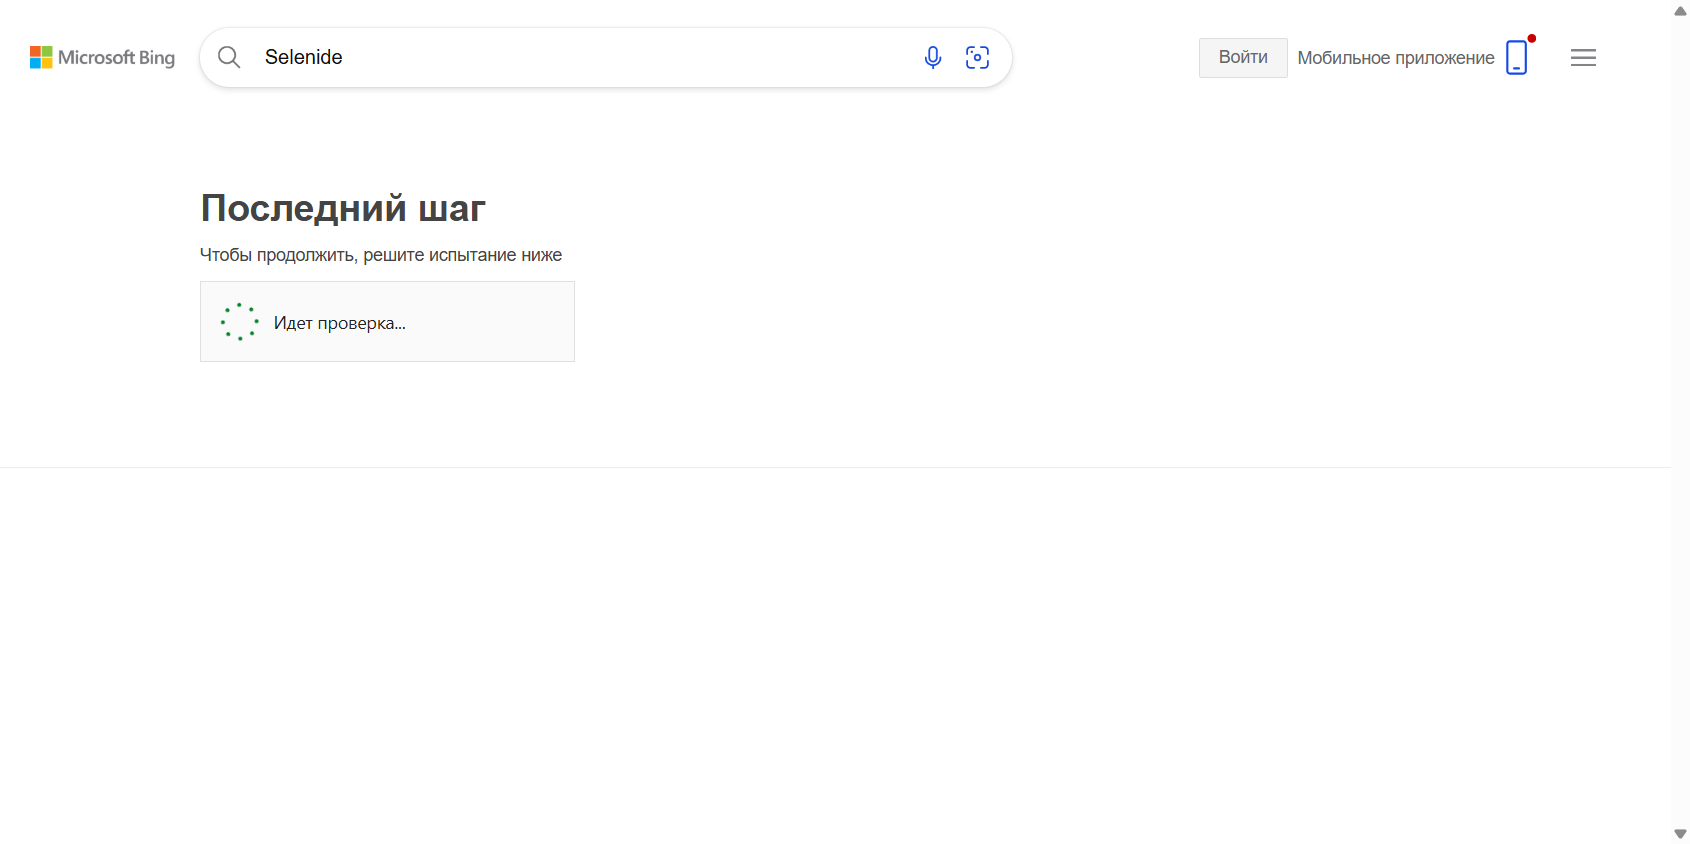 Microsoft Bing
Selenide
Войти
Мобильное приложение
Последний шаг
Чтобы продолжить, решите испытание ниже
Идет проверка...